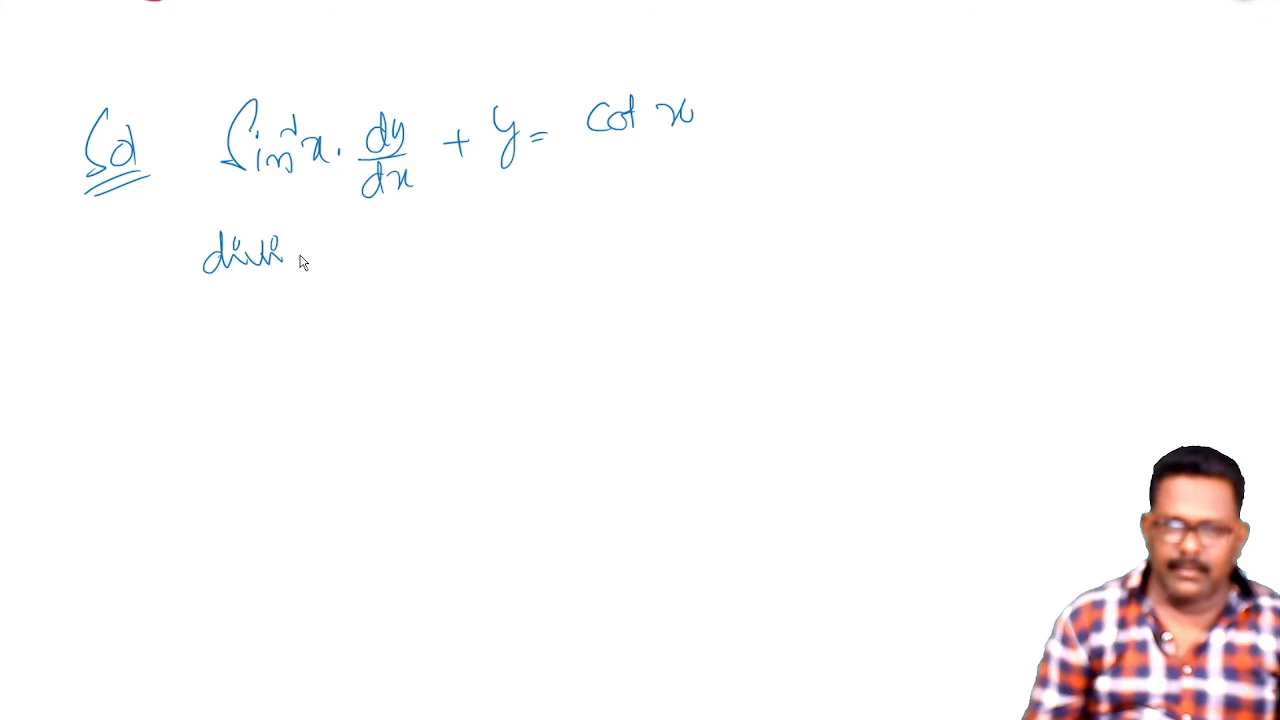 Sol Sin²x · dy/dx + y = cot x
divi